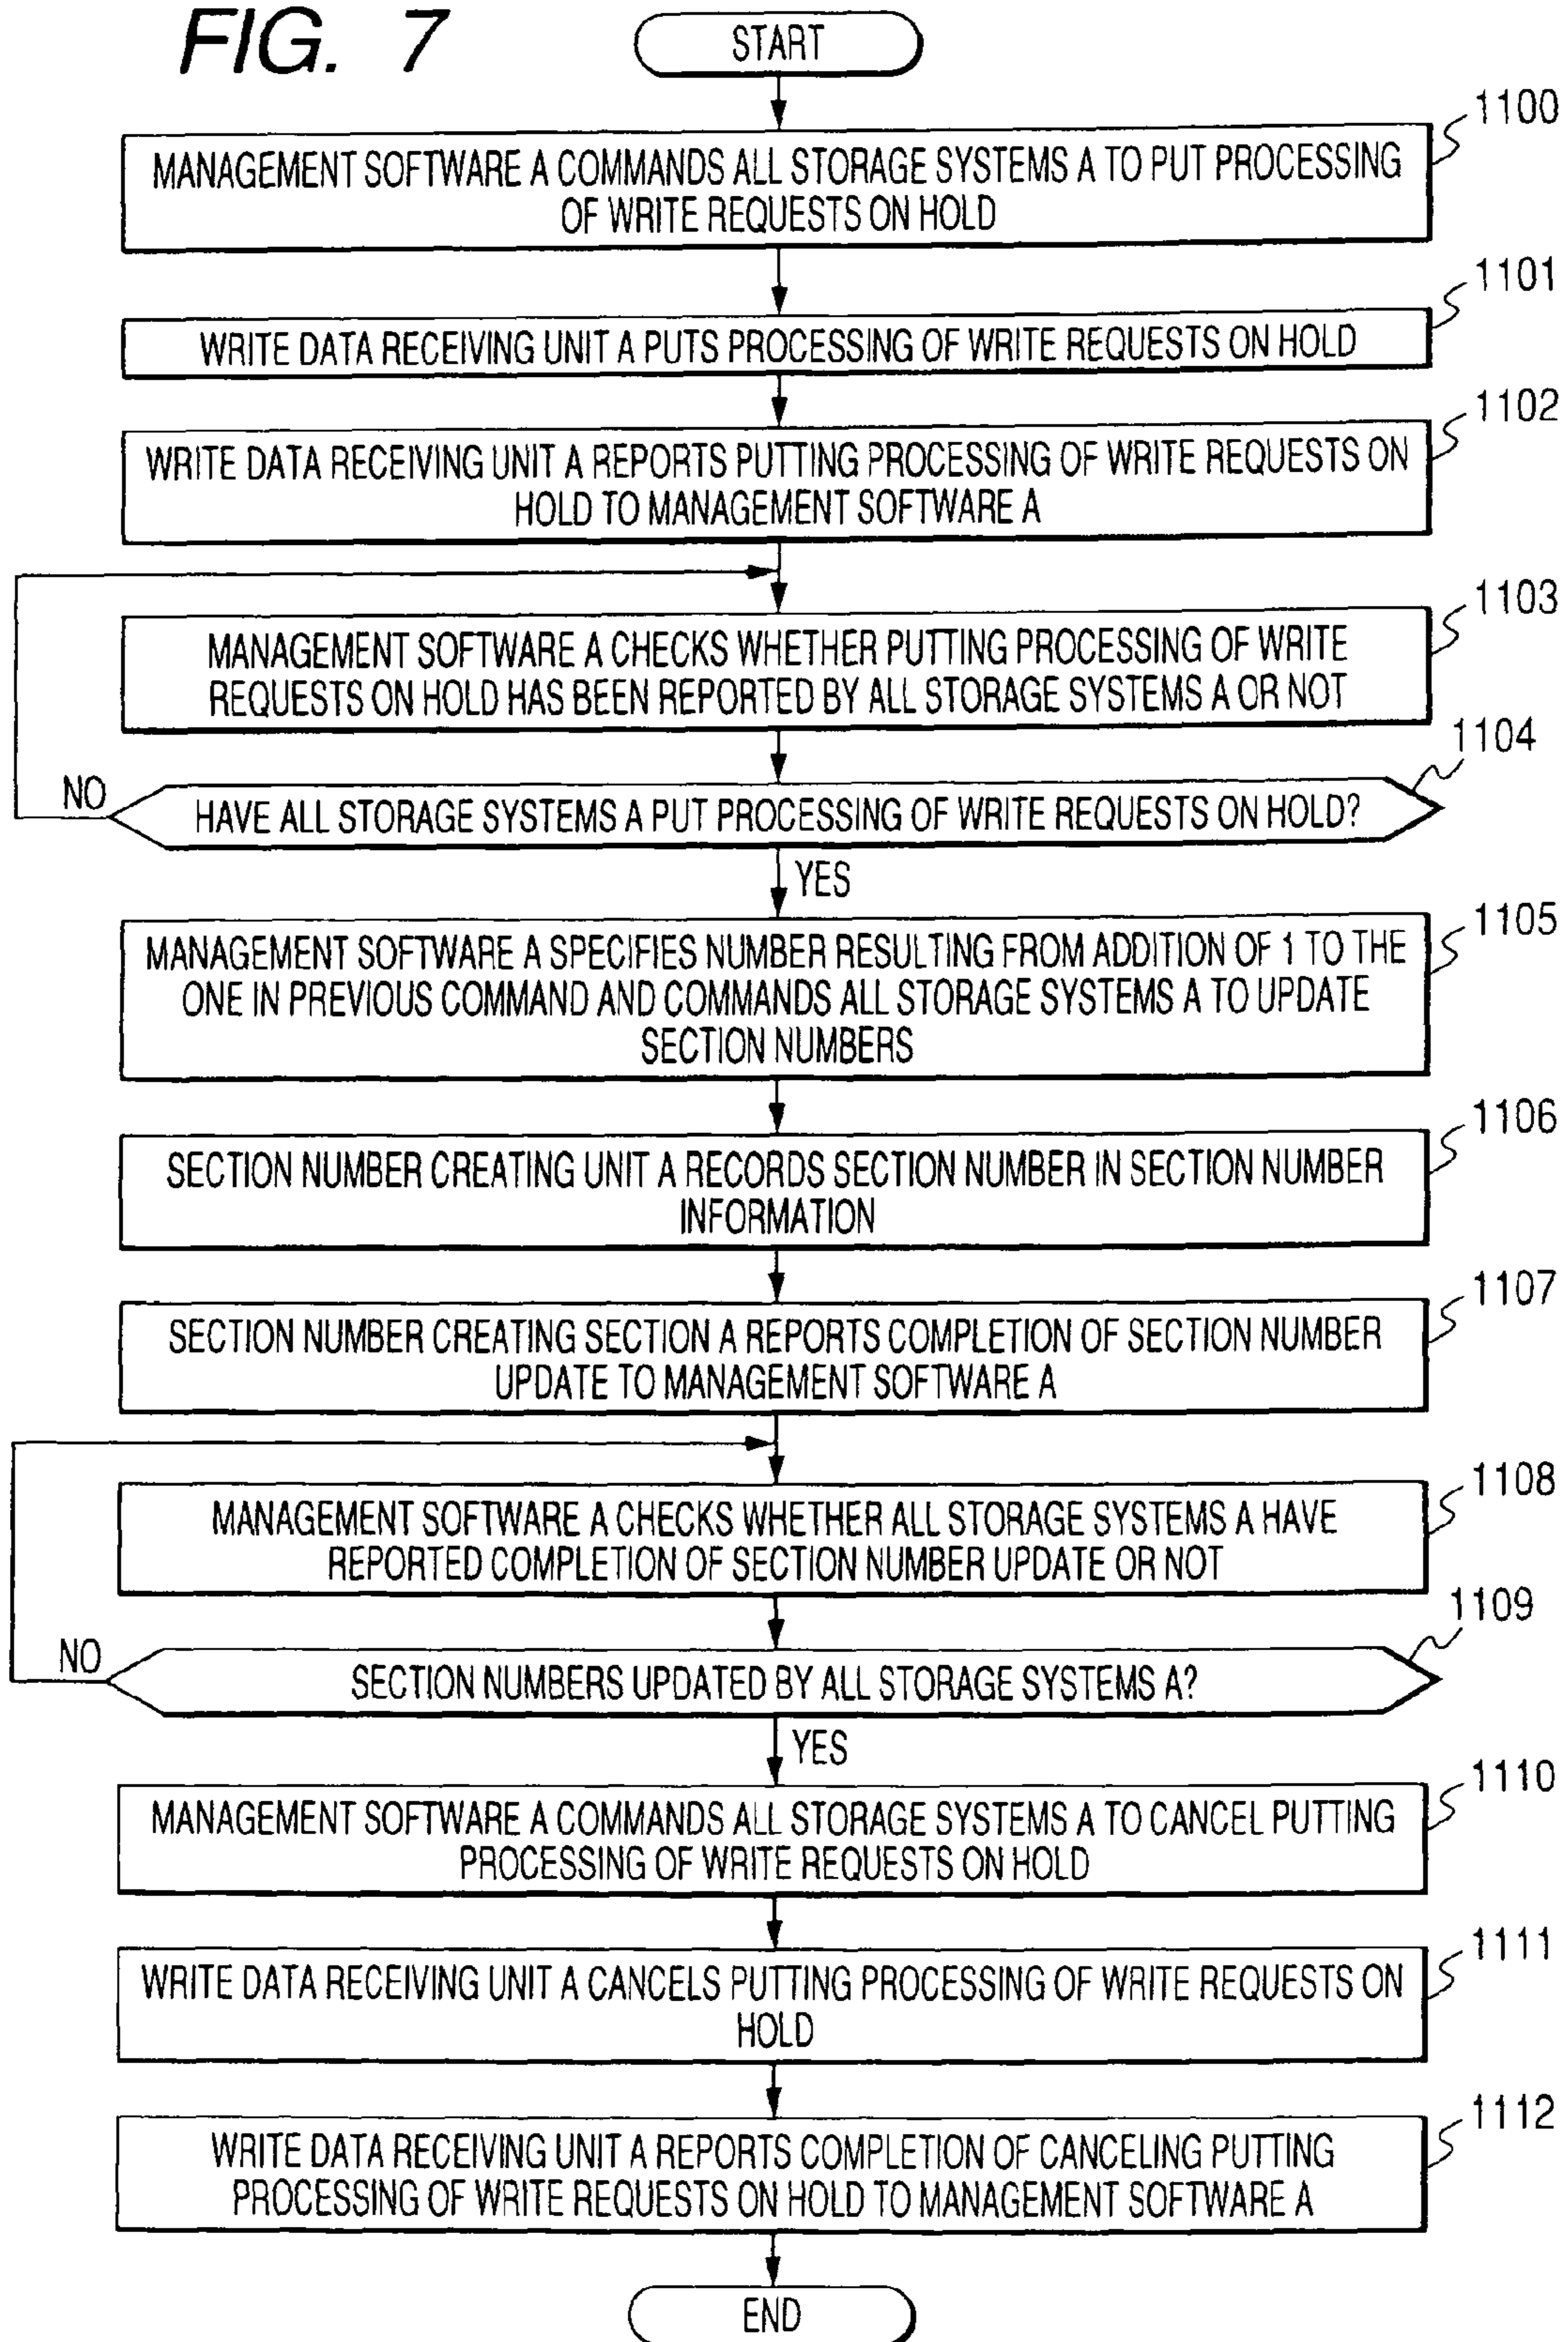 FIG. 7
START
1100
MANAGEMENT SOFTWARE A COMMANDS ALL STORAGE SYSTEMS A TO PUT PROCESSING
OF WRITE REQUESTS ON HOLD
1101
WRITE DATA RECEIVING UNIT A PUTS PROCESSING OF WRITE REQUESTS ON HOLD
1102
WRITE DATA RECEIVING UNIT A REPORTS PUTTING PROCESSING OF WRITE REQUESTS ON
HOLD TO MANAGEMENT SOFTWARE A
1103
MANAGEMENT SOFTWARE A CHECKS WHETHER PUTTING PROCESSING OF WRITE
REQUESTS ON HOLD HAS BEEN REPORTED BY ALL STORAGE SYSTEMS A OR NOT
1104
NO
HAVE ALL STORAGE SYSTEMS A PUT PROCESSING OF WRITE REQUESTS ON HOLD?
YES
1105
MANAGEMENT SOFTWARE A SPECIFIES NUMBER RESULTING FROM ADDITION OF 1 TO THE
ONE IN PREVIOUS COMMAND AND COMMANDS ALL STORAGE SYSTEMS A TO UPDATE
SECTION NUMBERS
1106
SECTION NUMBER CREATING UNIT A RECORDS SECTION NUMBER IN SECTION NUMBER
INFORMATION
1107
SECTION NUMBER CREATING SECTION A REPORTS COMPLETION OF SECTION NUMBER
UPDATE TO MANAGEMENT SOFTWARE A
1108
MANAGEMENT SOFTWARE A CHECKS WHETHER ALL STORAGE SYSTEMS A HAVE
REPORTED COMPLETION OF SECTION NUMBER UPDATE OR NOT
1109
NO
SECTION NUMBERS UPDATED BY ALL STORAGE SYSTEMS A?
YES
1110
MANAGEMENT SOFTWARE A COMMANDS ALL STORAGE SYSTEMS A TO CANCEL PUTTING
PROCESSING OF WRITE REQUESTS ON HOLD
1111
WRITE DATA RECEIVING UNIT A CANCELS PUTTING PROCESSING OF WRITE REQUESTS ON
HOLD
1112
WRITE DATA RECEIVING UNIT A REPORTS COMPLETION OF CANCELING PUTTING
PROCESSING OF WRITE REQUESTS ON HOLD TO MANAGEMENT SOFTWARE A
END